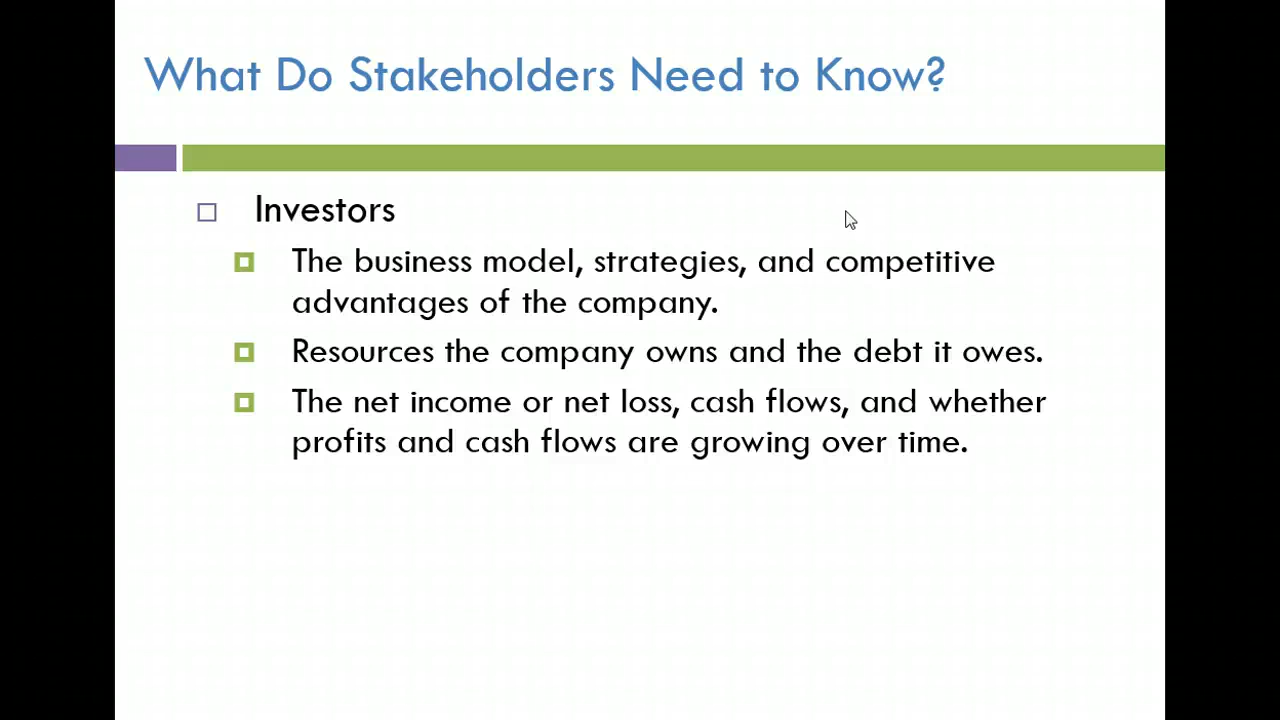 What Do Stakeholders Need to Know?
Investors
The business model, strategies, and competitive
advantages of the company.
Resources the company owns and the debt it owes.
The net income or net loss, cash flows, and whether
profits and cash flows are growing over time.